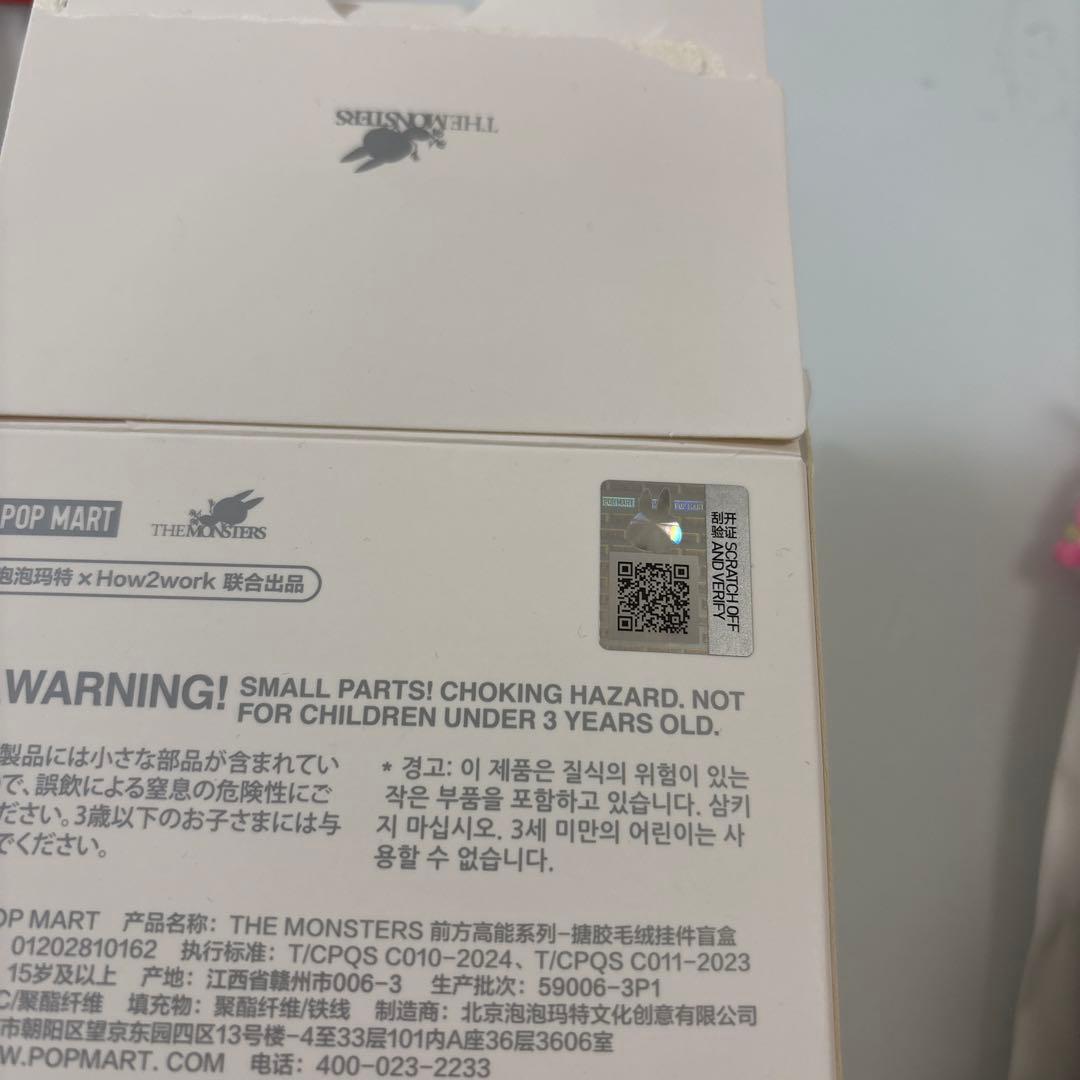 THE MONSTERS
POP MART
THE MONSTERS
泡泡玛特×How2work 联合出品
POP MART
POP MART
刮开验证 SCRATCH OFF AND VERIFY
WARNING! SMALL PARTS! CHOKING HAZARD. NOT
FOR CHILDREN UNDER 3 YEARS OLD.
製品には小さな部品が含まれてい
で、誤飲による窒息の危険性にご
ださい。3歳以下のお子さまには与
でください。
* 경고: 이 제품은 질식의 위험이 있는
작은 부품을 포함하고 있습니다. 삼키
지 마십시오. 3세 미만의 어린이는 사
용할 수 없습니다.
OP MART 产品名称: THE MONSTERS 前方高能系列-搪胶毛绒挂件盲盒
01202810162 执行标准: T/CPQS C010-2024、T/CPQS C011-2023
15岁及以上 产地: 江西省赣州市006-3 生产批次: 59006-3P1
C/聚酯纤维 填充物: 聚酯纤维/铁线 制造商: 北京泡泡玛特文化创意有限公司
市朝阳区望京东园四区13号楼-4至33层101内A座36层3606室
W.POPMART.COM 电话: 400-023-2233